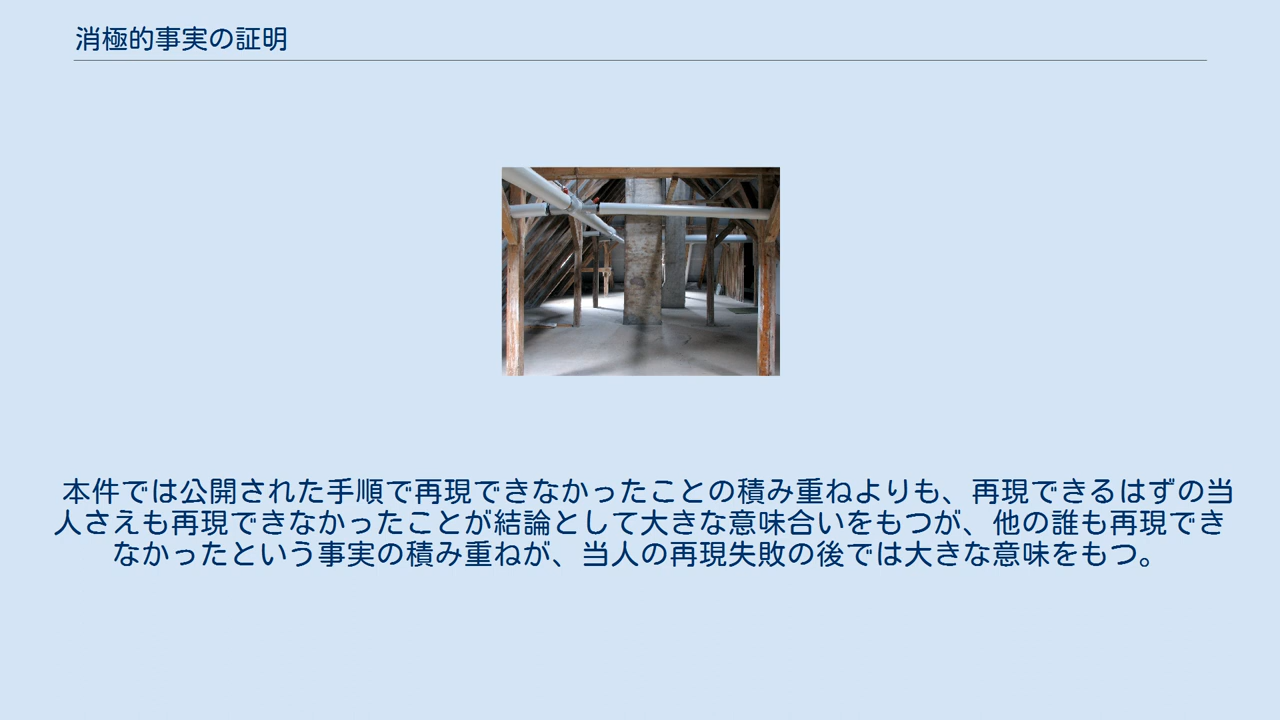 消極的事実の証明
本件では公開された手順で再現できなかったことの積み重ねよりも、再現できるはずの当
人さえも再現できなかったことが結論として大きな意味合いをもつが、他の誰も再現でき
なかったという事実の積み重ねが、当人の再現失敗の後では大きな意味をもつ。